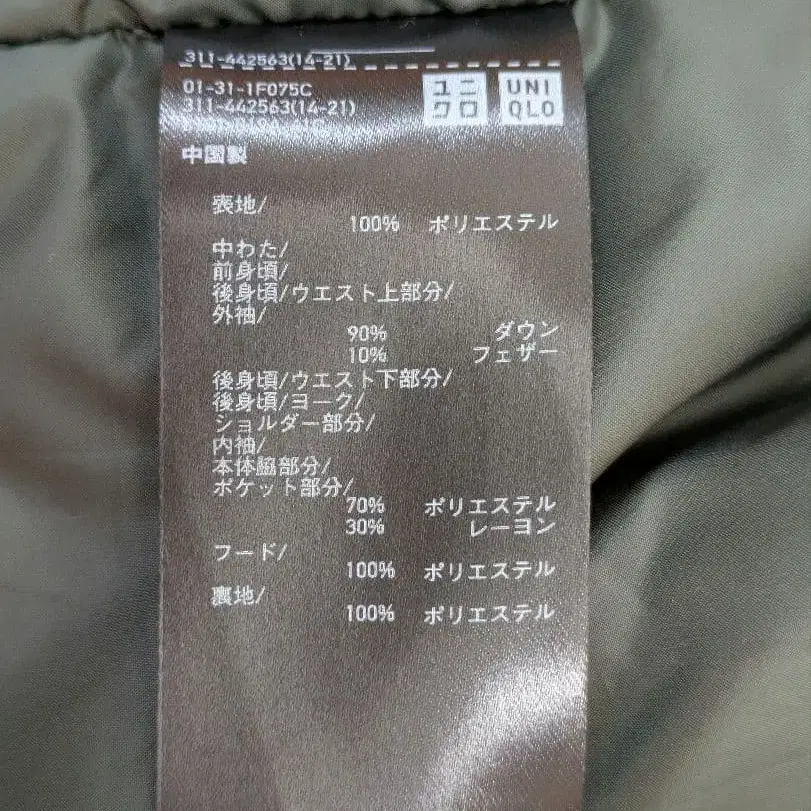 311-442563(14-21)
01-31-1F075C
311-442563(14-21)
ユニクロ
UNIQLO
中国製
表地/
100% ポリエステル
中わた/
前身頃/
後身頃/ウエスト上部分/
外袖/
90% ダウン
10% フェザー
後身頃/ウエスト下部分/
後身頃/ヨーク/
ショルダー部分/
内袖/
本体脇部分/
ポケット部分/
70% ポリエステル
30% レーヨン
フード/
100% ポリエステル
裏地/
100% ポリエステル